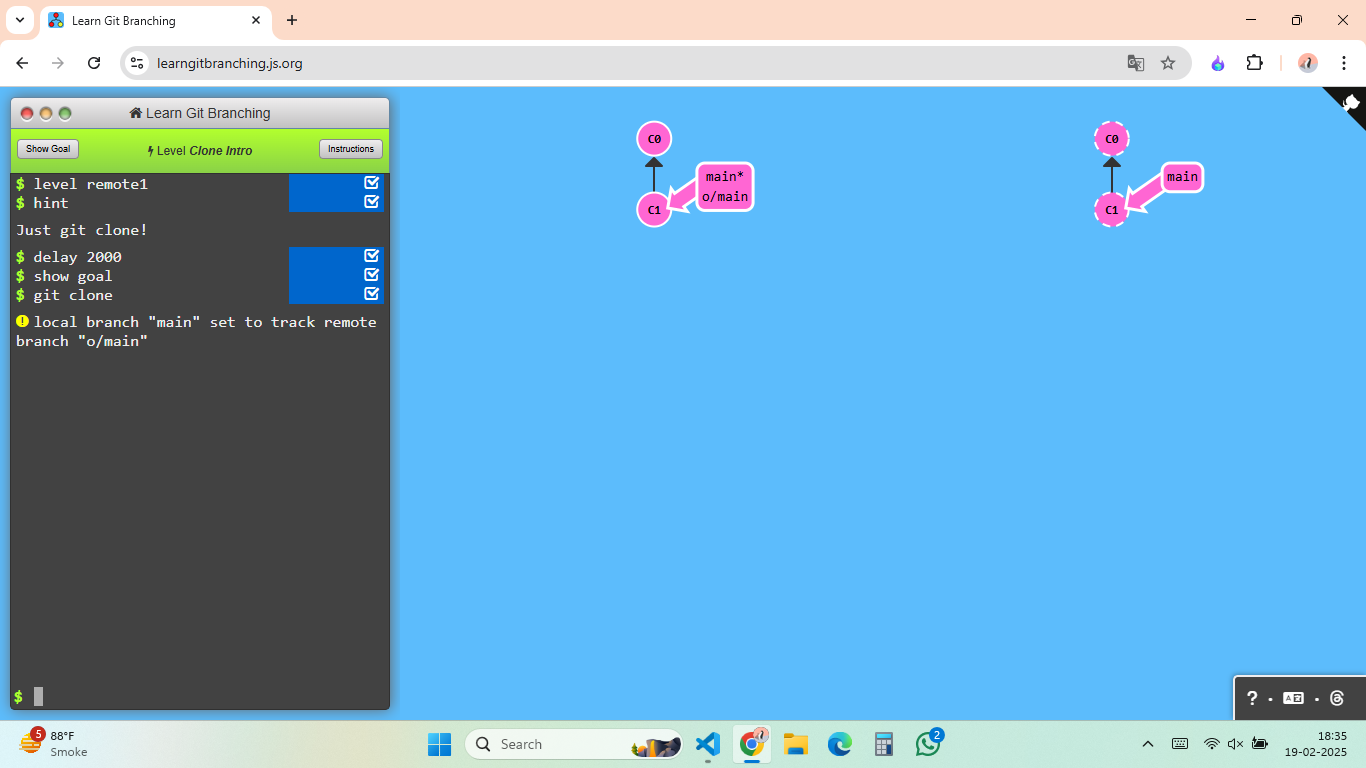 Learn Git Branching
learngitbranching.js.org
Learn Git Branching
Show Goal
Level Clone Intro
Instructions
$ level remote1
$ hint
Just git clone!
$ delay 2000
$ show goal
$ git clone
local branch "main" set to track remote
branch "o/main"
$
C0
main*
o/main
C1
C0
main
C1
?
5
88°F
Smoke
Search
2
18:35
19-02-2025